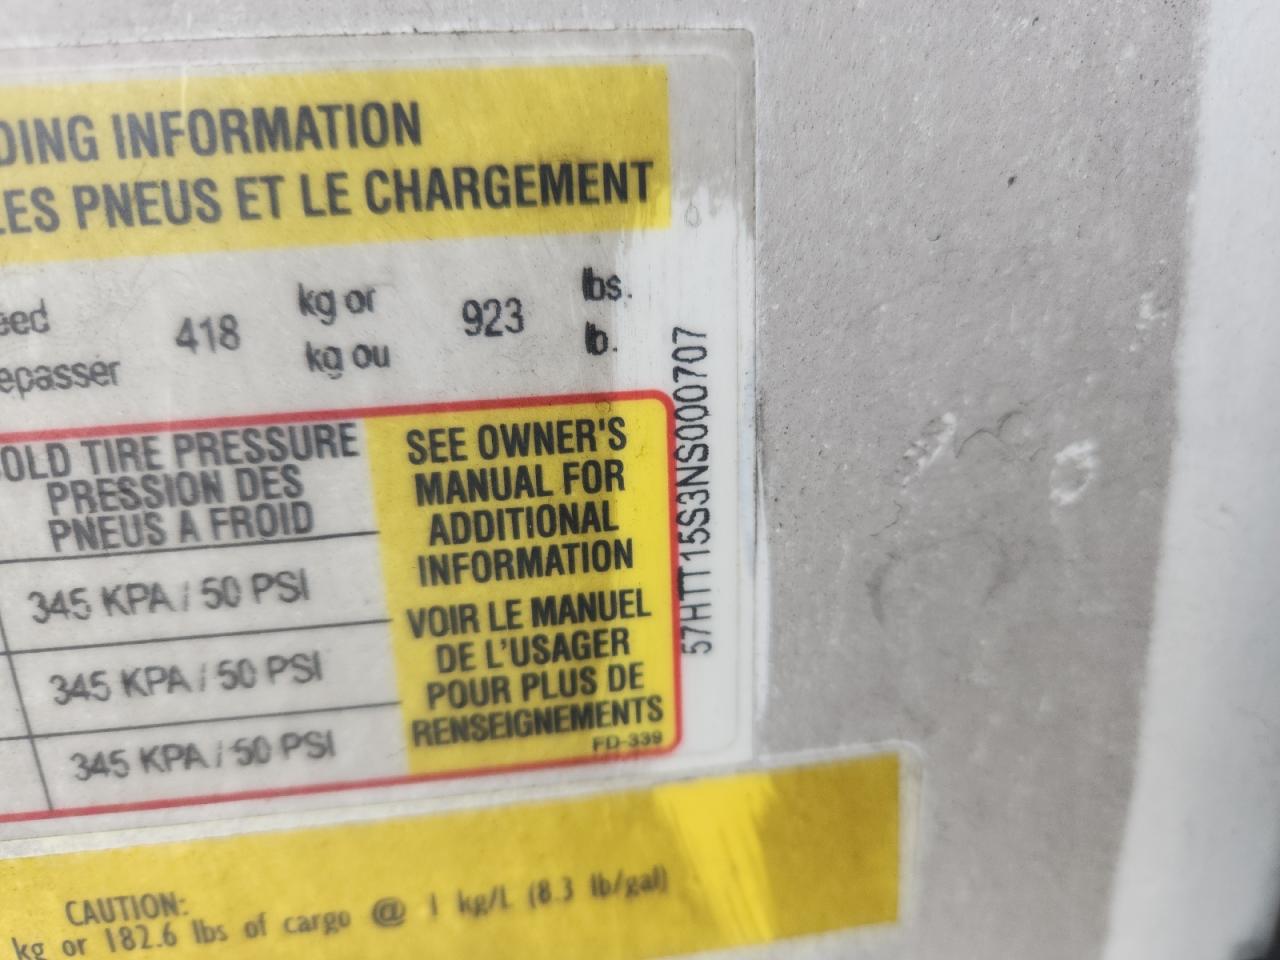 DING INFORMATION
LES PNEUS ET LE CHARGEMENT
eed 418 kg or 923 lbs.
epasser kg ou lb.
OLD TIRE PRESSURE
PRESSION DES
PNEUS A FROID
345 KPA / 50 PSI
345 KPA / 50 PSI
345 KPA / 50 PSI
SEE OWNER'S
MANUAL FOR
ADDITIONAL
INFORMATION
VOIR LE MANUEL
DE L'USAGER
POUR PLUS DE
RENSEIGNEMENTS
FD-339
57HTT15S3NS000707
CAUTION:
kg or 182.6 lbs of cargo @ 1 kg/L (8.3 lb/gal)